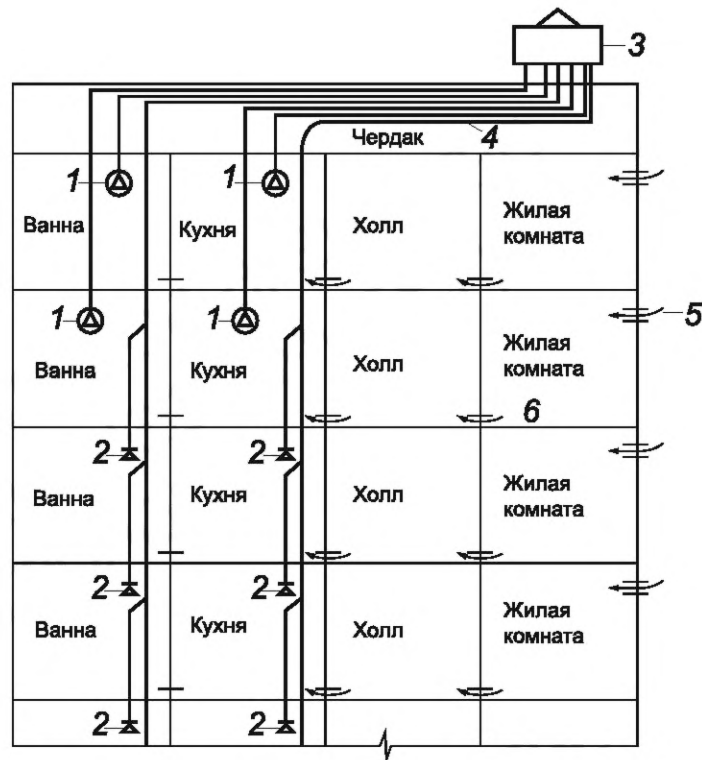 3
4
Чердак
1
1
Ванна
Кухня
Холл
Жилая
комната
1
1
5
Ванна
Кухня
Холл
Жилая
комната
6
2
2
Ванна
Кухня
Холл
Жилая
комната
2
2
Ванна
Кухня
Холл
Жилая
комната
2
2